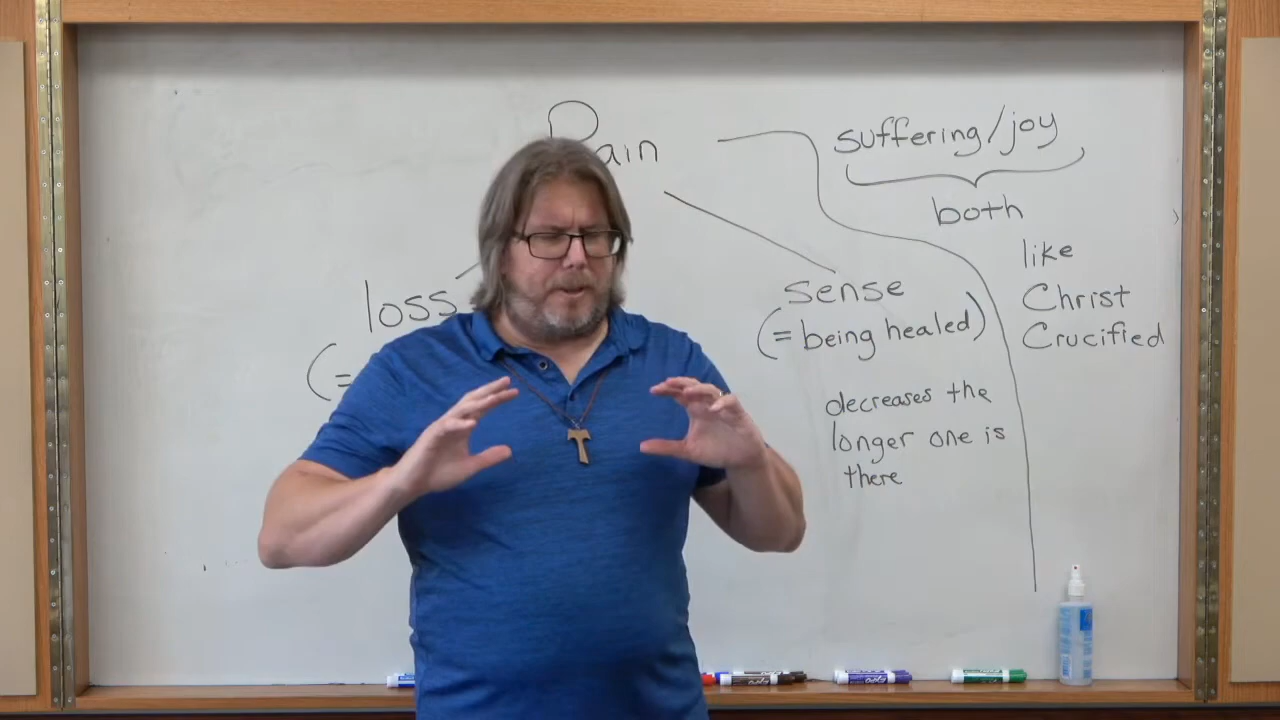 Pain
suffering/joy
both
like
Christ
Crucified
loss
(=
sense
(= being healed)
decreases the
longer one is
there